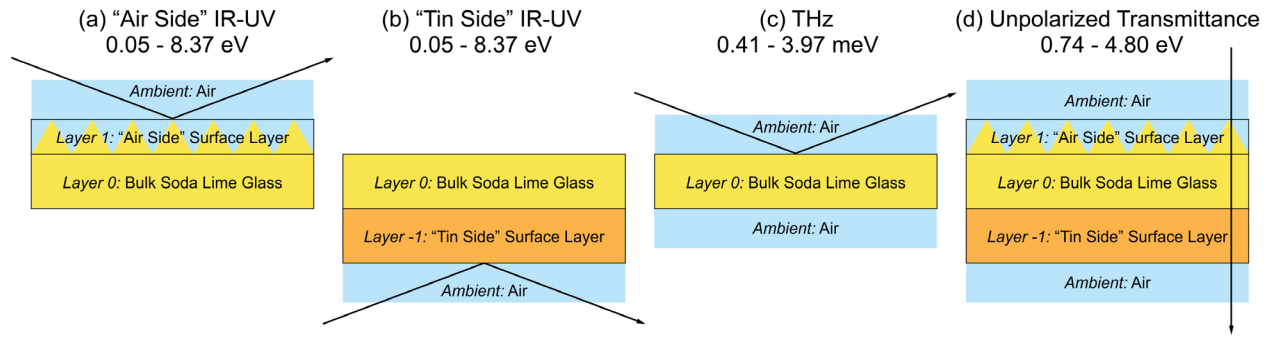 (a) “Air Side” IR-UV
0.05 - 8.37 eV
Ambient: Air
Layer 1: “Air Side” Surface Layer
Layer 0: Bulk Soda Lime Glass
(b) “Tin Side” IR-UV
0.05 - 8.37 eV
Layer 0: Bulk Soda Lime Glass
Layer -1: “Tin Side” Surface Layer
Ambient: Air
(c) THz
0.41 - 3.97 meV
Ambient: Air
Layer 0: Bulk Soda Lime Glass
Ambient: Air
(d) Unpolarized Transmittance
0.74 - 4.80 eV
Ambient: Air
Layer 1: “Air Side” Surface Layer
Layer 0: Bulk Soda Lime Glass
Layer -1: “Tin Side” Surface Layer
Ambient: Air